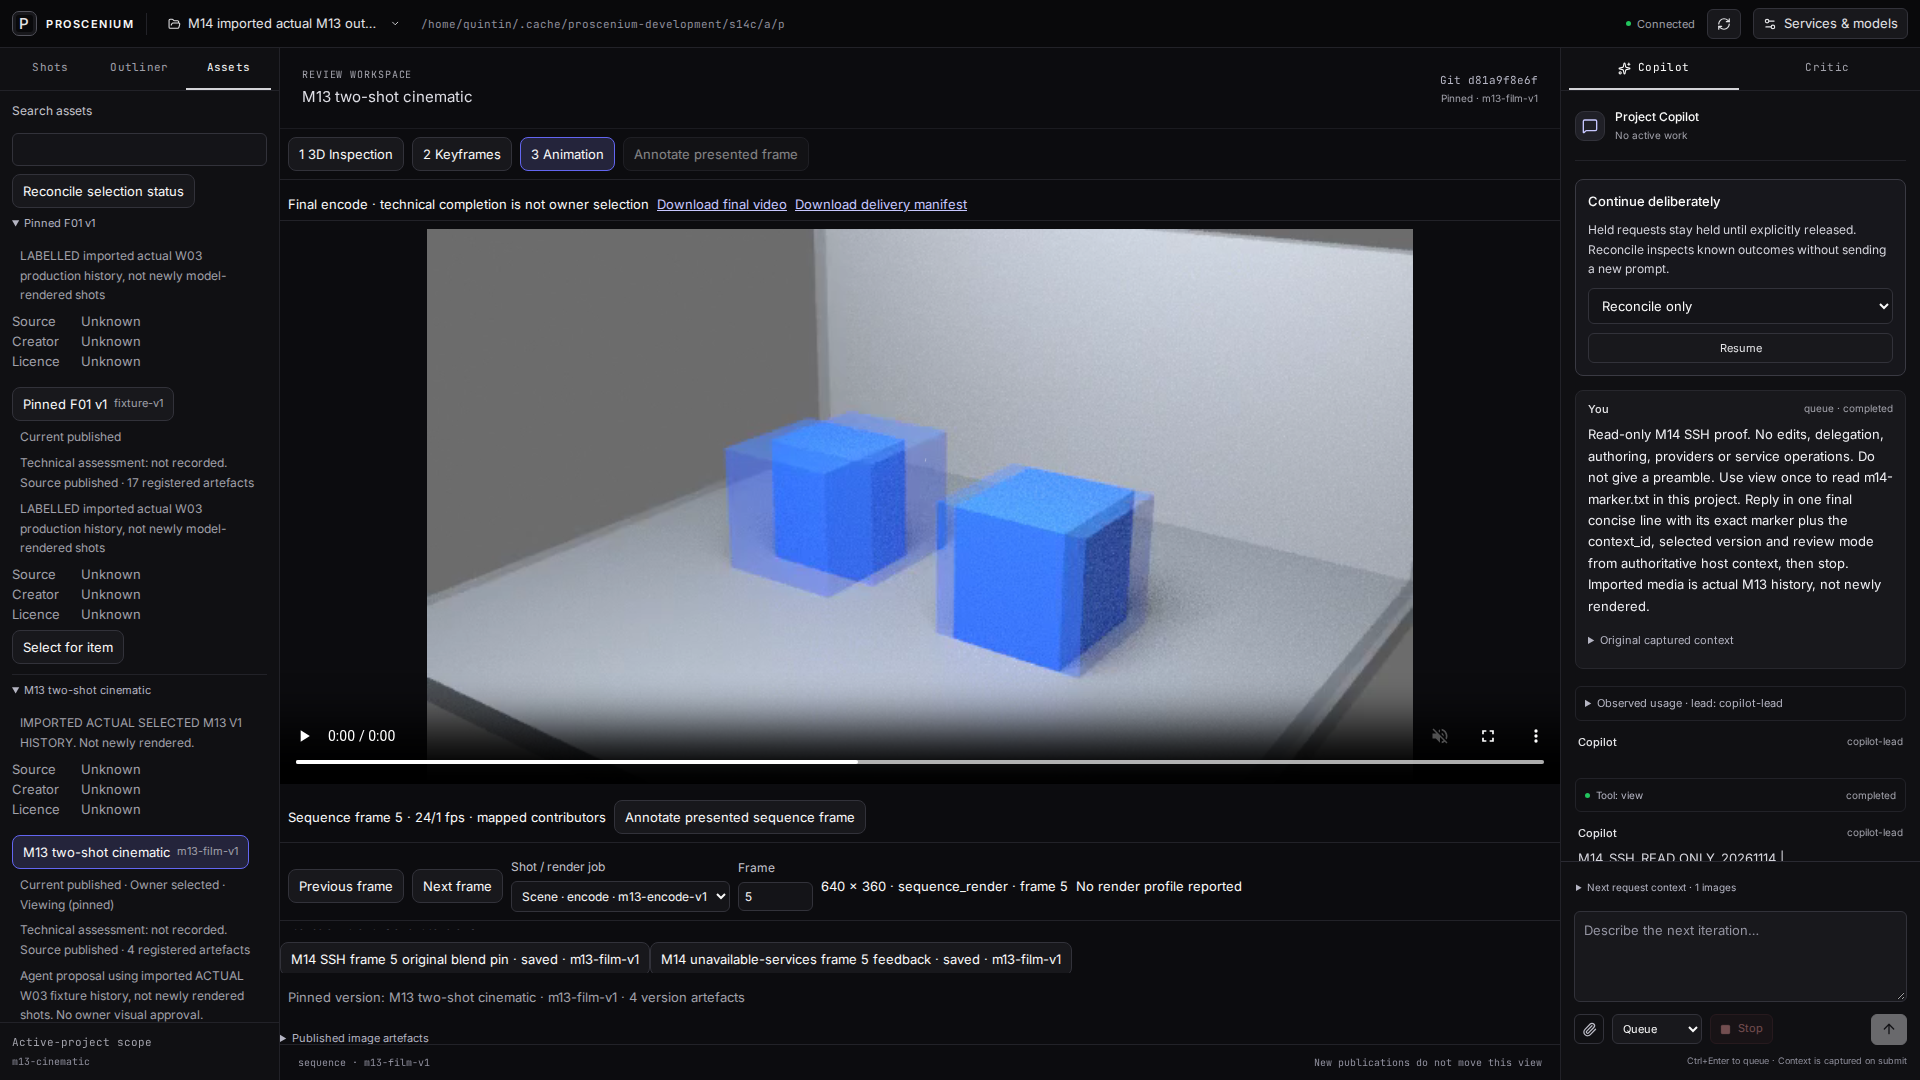 P PROSCENIUM
M14 imported actual M13 out...
/home/quintin/.cache/proscenium-development/s14c/a/p
Connected
Services & models
Shots
Outliner
Assets
Search assets
Reconcile selection status
Pinned F01 v1
LABELLED imported actual W03
production history, not newly model-
rendered shots
Source Unknown
Creator Unknown
Licence Unknown
Pinned F01 v1 fixture-v1
Current published
Technical assessment: not recorded.
Source published · 17 registered artefacts
LABELLED imported actual W03
production history, not newly model-
rendered shots
Source Unknown
Creator Unknown
Licence Unknown
Select for item
M13 two-shot cinematic
IMPORTED ACTUAL SELECTED M13 V1
HISTORY. Not newly rendered.
Source Unknown
Creator Unknown
Licence Unknown
M13 two-shot cinematic m13-film-v1
Current published · Owner selected ·
Viewing (pinned)
Technical assessment: not recorded.
Source published · 4 registered artefacts
Agent proposal using imported ACTUAL
W03 fixture history, not newly rendered
shots. No owner visual approval.
Active-project scope
m13-cinematic
REVIEW WORKSPACE
M13 two-shot cinematic
Git d81a9f8e6f
Pinned · m13-film-v1
1 3D Inspection
2 Keyframes
3 Animation
Annotate presented frame
Final encode · technical completion is not owner selection Download final video Download delivery manifest
0:00 / 0:00
Sequence frame 5 · 24/1 fps · mapped contributors
Annotate presented sequence frame
Previous frame
Next frame
Shot / render job
Scene · encode · m13-encode-v1
Frame
5
640 × 360 · sequence_render · frame 5 No render profile reported
M14 SSH frame 5 original blend pin · saved · m13-film-v1
M14 unavailable-services frame 5 feedback · saved · m13-film-v1
Pinned version: M13 two-shot cinematic · m13-film-v1 · 4 version artefacts
Published image artefacts
sequence · m13-film-v1
New publications do not move this view
Copilot
Critic
Project Copilot
No active work
Continue deliberately
Held requests stay held until explicitly released.
Reconcile inspects known outcomes without sending
a new prompt.
Reconcile only
Resume
You
queue · completed
Read-only M14 SSH proof. No edits, delegation,
authoring, providers or service operations. Do
not give a preamble. Use view once to read m14-
marker.txt in this project. Reply in one final
concise line with its exact marker plus the
context_id, selected version and review mode
from authoritative host context, then stop.
Imported media is actual M13 history, not newly
rendered.
Original captured context
Observed usage · lead: copilot-lead
Copilot
copilot-lead
Tool: view
completed
Copilot
copilot-lead
M14_SSH_READ_ONLY_20261114 |
Next request context · 1 images
Describe the next iteration...
Queue
Stop
Ctrl+Enter to queue · Context is captured on submit